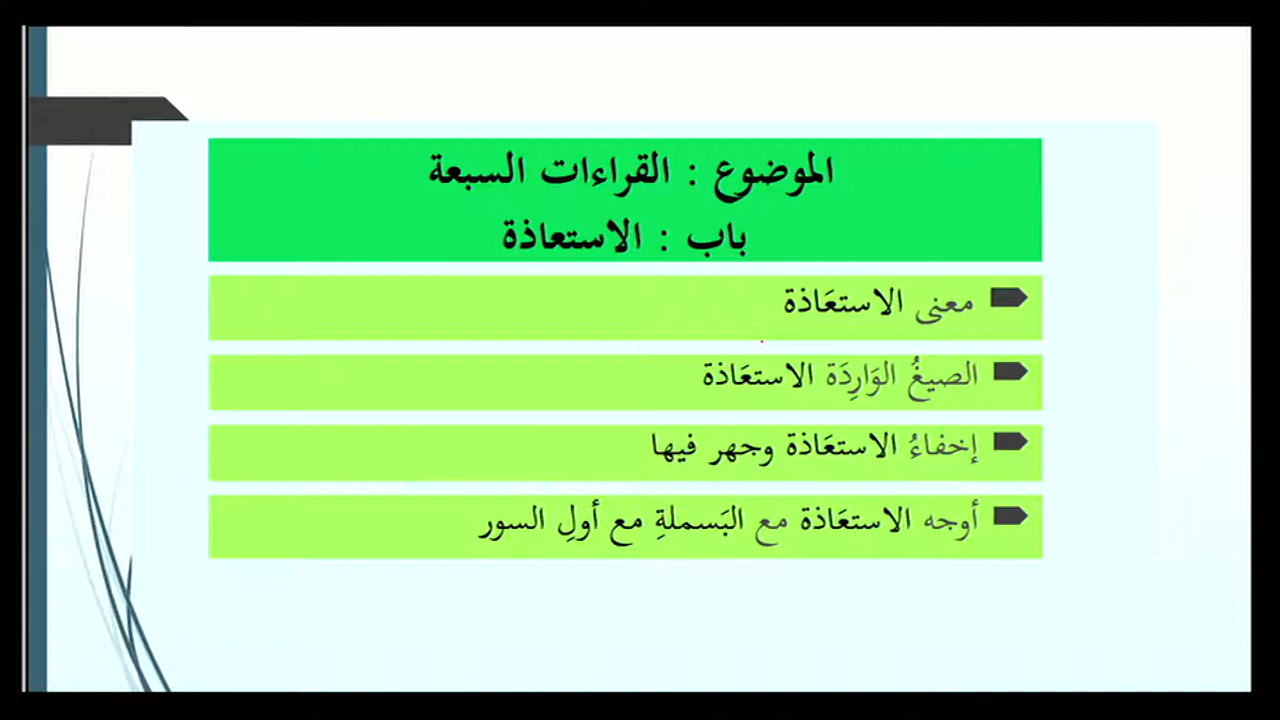 الموضوع : القراءات السبعة
باب : الاستعاذة
معنى الاستعَاذة
الصيغُ الوَارِدَة الاستعَاذة
إخفاءُ الاستعَاذة وجهر فيها
أوجه الاستعَاذة مع البَسملةِ مع أولِ السور